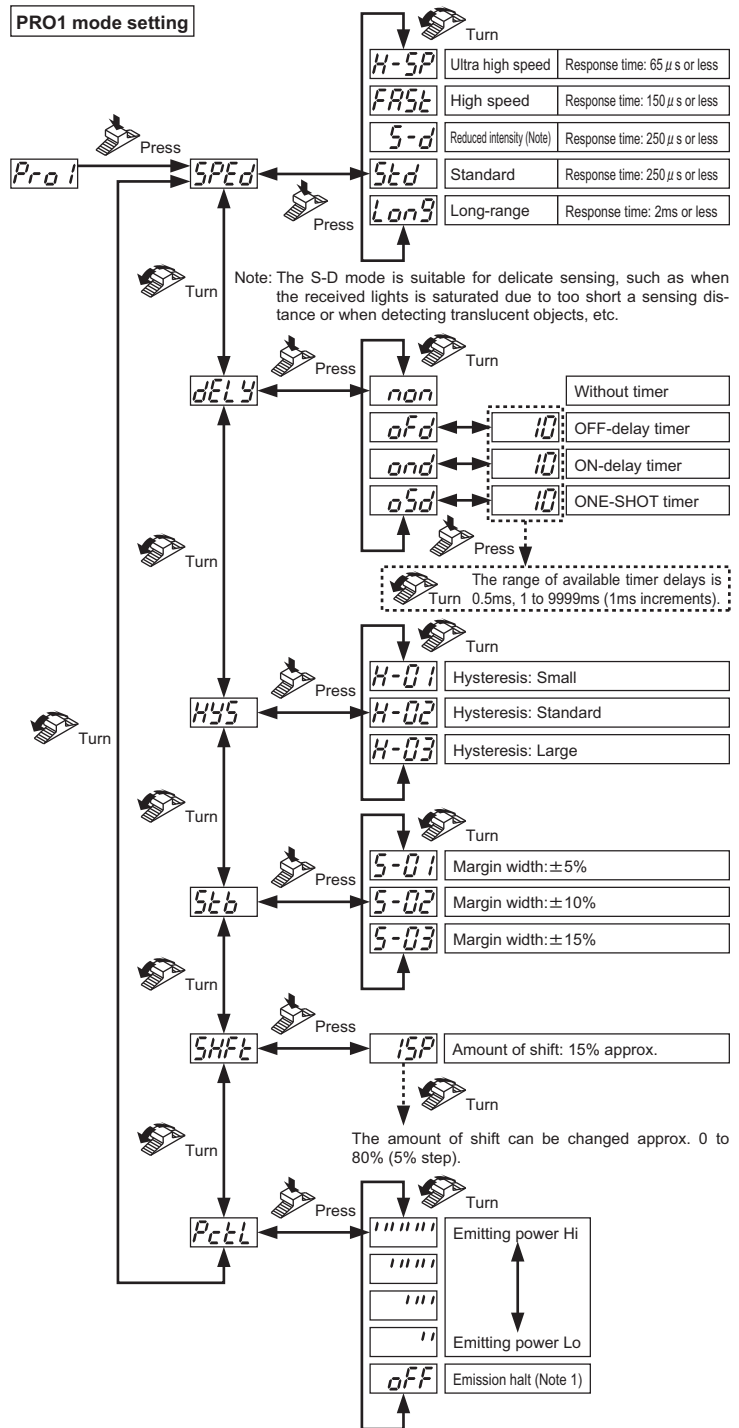 PRO1 mode setting
Turn
H-SP Ultra high speed Response time: 65 μs or less
FASt High speed Response time: 150 μs or less
Press
S-d Reduced intensity (Note) Response time: 250 μs or less
Pro1 SPEd Std Standard Response time: 250 μs or less
Press
Long Long-range Response time: 2ms or less
Turn
Note: The S-D mode is suitable for delicate sensing, such as when
the received lights is saturated due to too short a sensing dis-
tance or when detecting translucent objects, etc.
Press
Turn
dELY non Without timer
oFd 10 OFF-delay timer
ond 10 ON-delay timer
oSd 10 ONE-SHOT timer
Press
Turn
Turn
The range of available timer delays is
0.5ms, 1 to 9999ms (1ms increments).
Turn
Press
H-01 Hysteresis: Small
HYS H-02 Hysteresis: Standard
H-03 Hysteresis: Large
Turn
Turn
Turn
Press
S-01 Margin width:±5%
Stb S-02 Margin width:±10%
S-03 Margin width:±15%
Turn
Press
SHFt 15P Amount of shift: 15% approx.
Turn
The amount of shift can be changed approx. 0 to
80% (5% step).
Turn
Turn
Press
PctL Emitting power Hi
Emitting power Lo
oFF Emission halt (Note 1)